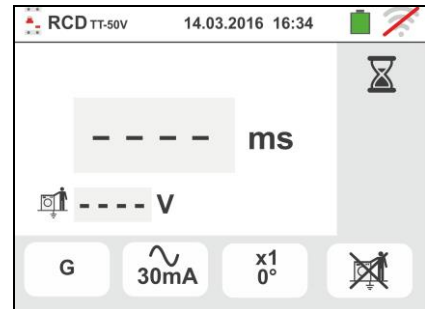 RCD TT-50V 14.03.2016 16:34
- - - - ms
- - - - V
G
30mA
x1
0°